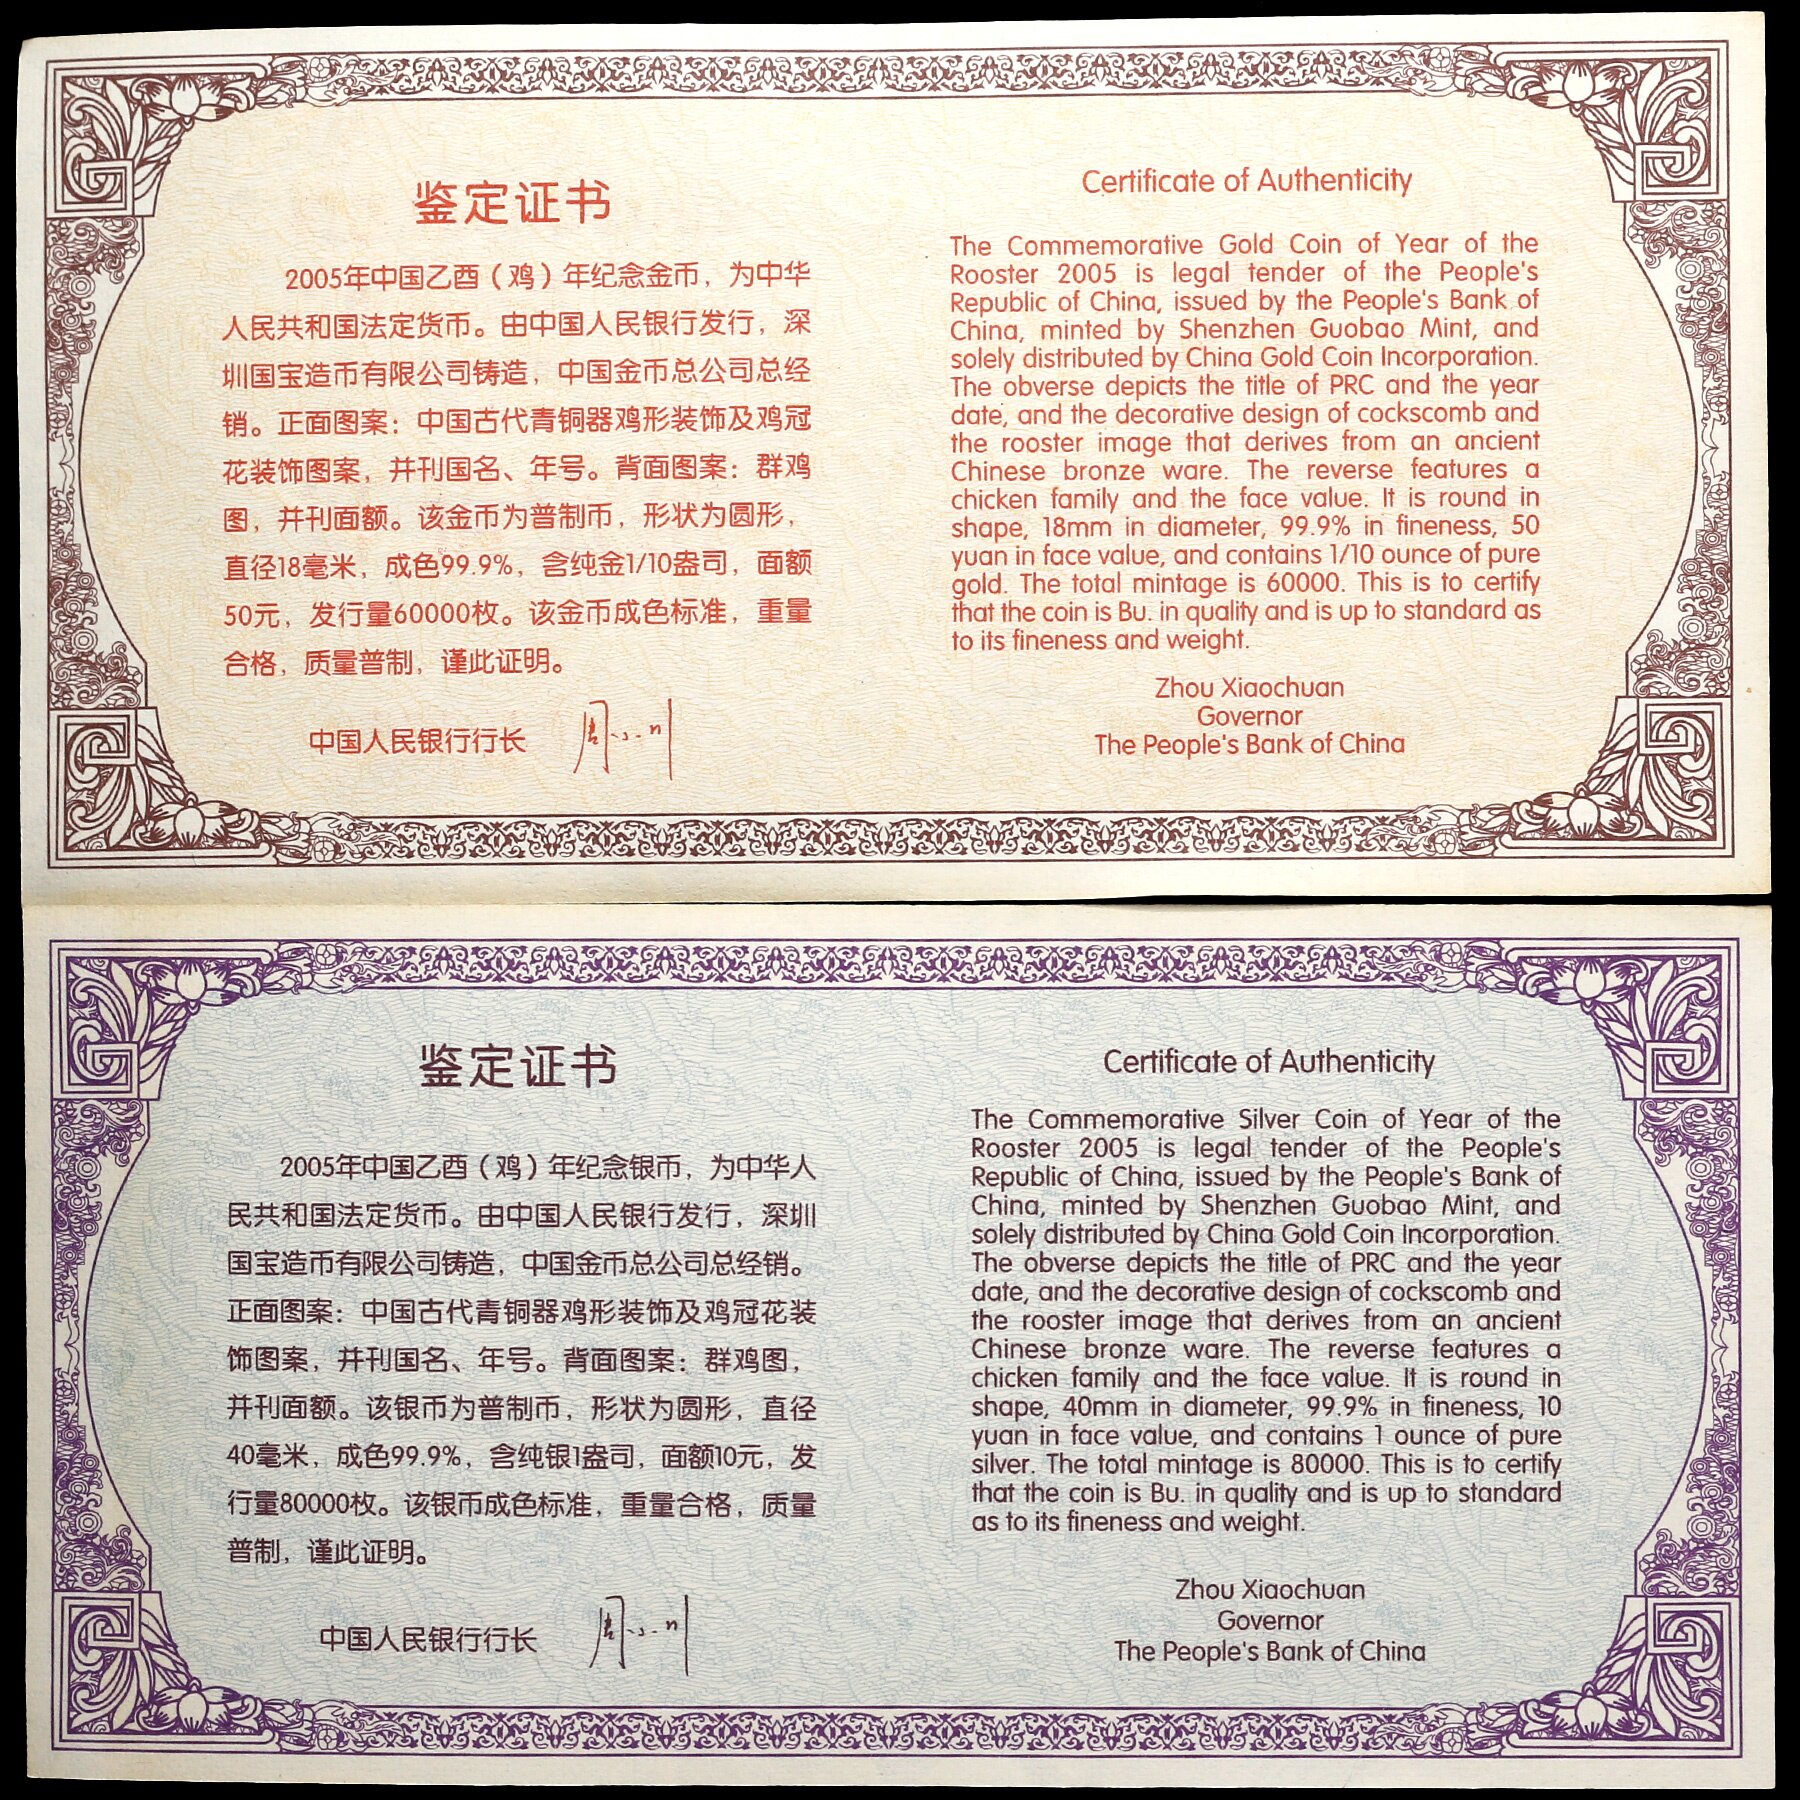 鉴定证书
2005年中国乙酉（鸡）年纪念金币，为中华
人民共和国法定货币。由中国人民银行发行，深
圳国宝造币有限公司铸造，中国金币总公司总经
销。正面图案：中国古代青铜器鸡形装饰及鸡冠
花装饰图案，并刊国名、年号。背面图案：群鸡
图，并刊面额。该金币为普制币，形状为圆形，
直径18毫米，成色99.9%，含纯金1/10盎司，面额
50元，发行量60000枚。该金币成色标准，重量
合格，质量普制，谨此证明。
中国人民银行行长 周小川
Certificate of Authenticity
The Commemorative Gold Coin of Year of the
Rooster 2005 is legal tender of the People's
Republic of China, issued by the People's Bank of
China, minted by Shenzhen Guobao Mint, and
solely distributed by China Gold Coin Incorporation.
The obverse depicts the title of PRC and the year
date, and the decorative design of cockscomb and
the rooster image that derives from an ancient
Chinese bronze ware. The reverse features a
chicken family and the face value. It is round in
shape, 18mm in diameter, 99.9% in fineness, 50
yuan in face value, and contains 1/10 ounce of pure
gold. The total mintage is 60000. This is to certify
that the coin is Bu. in quality and is up to standard as
to its fineness and weight.
Zhou Xiaochuan
Governor
The People's Bank of China
鉴定证书
2005年中国乙酉（鸡）年纪念银币，为中华人
民共和国法定货币。由中国人民银行发行，深圳
国宝造币有限公司铸造，中国金币总公司总经销。
正面图案：中国古代青铜器鸡形装饰及鸡冠花装
饰图案，并刊国名、年号。背面图案：群鸡图，
并刊面额。该银币为普制币，形状为圆形，直径
40毫米，成色99.9%，含纯银1盎司，面额10元，发
行量80000枚。该银币成色标准，重量合格，质量
普制，谨此证明。
中国人民银行行长 周小川
Certificate of Authenticity
The Commemorative Silver Coin of Year of the
Rooster 2005 is legal tender of the People's
Republic of China, issued by the People's Bank of
China, minted by Shenzhen Guobao Mint, and
solely distributed by China Gold Coin Incorporation.
The obverse depicts the title of PRC and the year
date, and the decorative design of cockscomb and
the rooster image that derives from an ancient
Chinese bronze ware. The reverse features a
chicken family and the face value. It is round in
shape, 40mm in diameter, 99.9% in fineness, 10
yuan in face value, and contains 1 ounce of pure
silver. The total mintage is 80000. This is to certify
that the coin is Bu. in quality and is up to standard
as to its fineness and weight.
Zhou Xiaochuan
Governor
The People's Bank of China